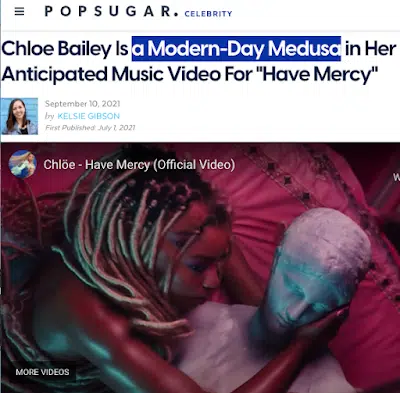 POPSUGAR. CELEBRITY
Chloe Bailey Is a Modern-Day Medusa in Her
Anticipated Music Video For "Have Mercy"
September 10, 2021
by KELSIE GIBSON
First Published: July 1, 2021
Chlöe - Have Mercy (Official Video)
W
MORE VIDEOS